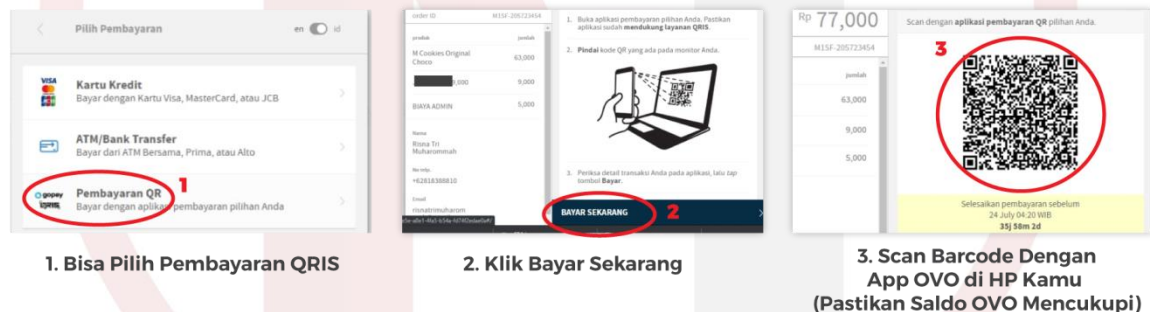 Pilih Pembayaran
en id
VISA
Kartu Kredit
Bayar dengan Kartu Visa, MasterCard, atau JCB
ATM/Bank Transfer
Bayar dari ATM Bersama, Prima, atau Alto
gopay
QRIS
Pembayaran QR
Bayar dengan aplikasi pembayaran pilihan Anda
1
1. Bisa Pilih Pembayaran QRIS
order ID M1SF-205723454
produk jumlah
M Cookies Original Choco 63,000
9,000
BIAYA ADMIN 5,000
Nama
Risna Tri
Muharommah
No telp.
+62818388810
Email
risnatrimuharom
1. Buka aplikasi pembayaran pilihan Anda. Pastikan
aplikasi sudah mendukung layanan QRIS.
2. Pindai kode QR yang ada pada monitor Anda.
3. Periksa detail transaksi Anda pada aplikasi, lalu tap
tombol Bayar.
BAYAR SEKARANG
2
2. Klik Bayar Sekarang
Rp 77,000
M1SF-205723454
jumlah
63,000
9,000
5,000
Scan dengan aplikasi pembayaran QR pilihan Anda.
3
Selesaikan pembayaran sebelum
24 July 04:20 WIB
35j 58m 2d
3. Scan Barcode Dengan
App OVO di HP Kamu
(Pastikan Saldo OVO Mencukupi)